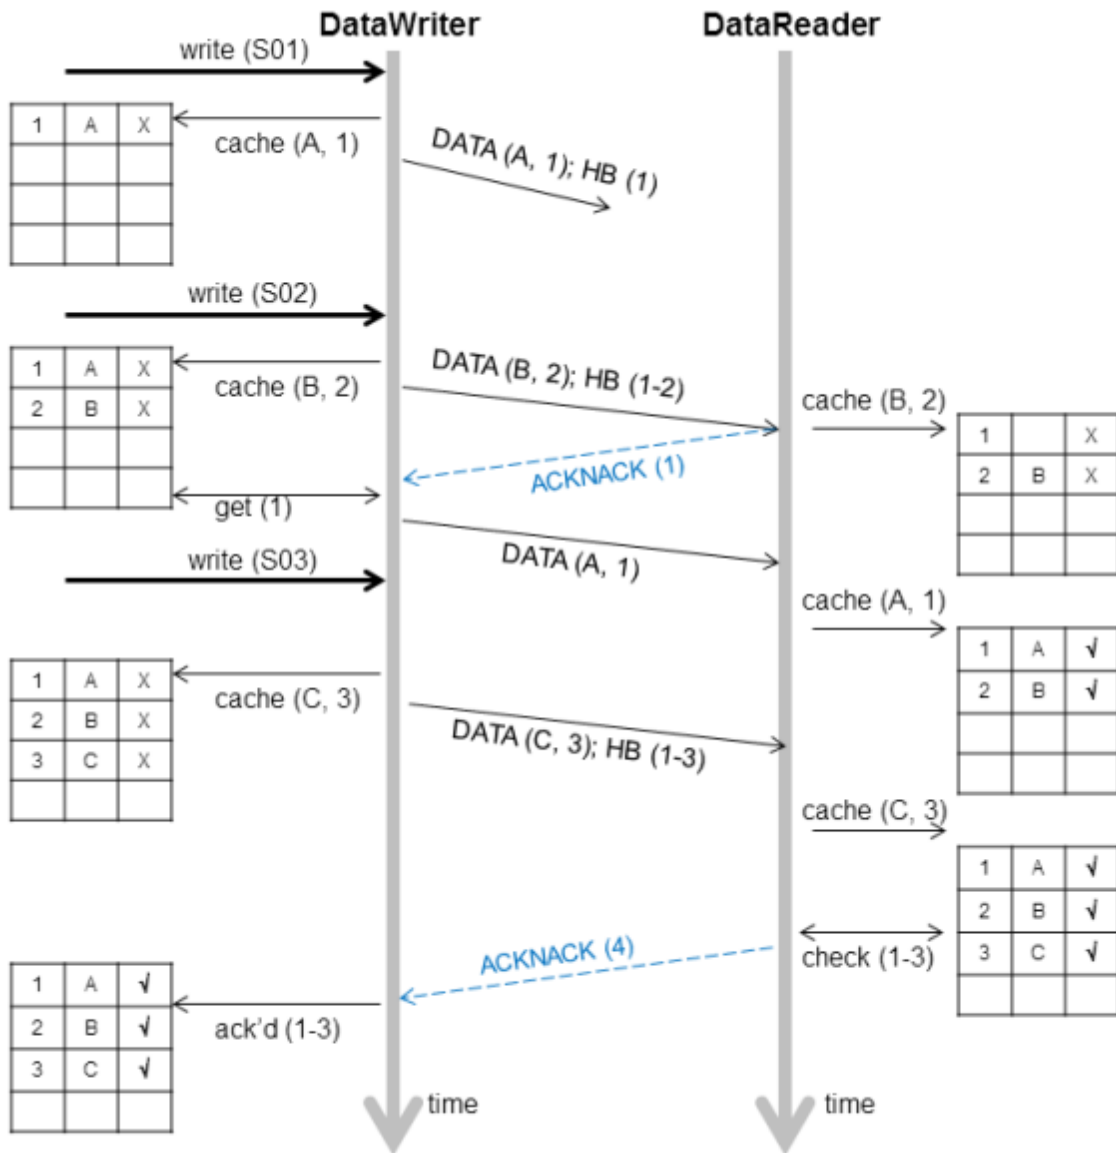 DataWriter DataReader
write (S01)
1 A X
cache (A, 1)
DATA (A, 1); HB (1)
write (S02)
1 A X
2 B X
cache (B, 2)
DATA (B, 2); HB (1-2)
cache (B, 2)
1 X
2 B X
ACKNACK (1)
get (1)
DATA (A, 1)
write (S03)
cache (A, 1)
1 A √
2 B √
1 A X
2 B X
3 C X
cache (C, 3)
DATA (C, 3); HB (1-3)
cache (C, 3)
1 A √
2 B √
3 C √
check (1-3)
ACKNACK (4)
1 A √
2 B √
3 C √
ack'd (1-3)
time time